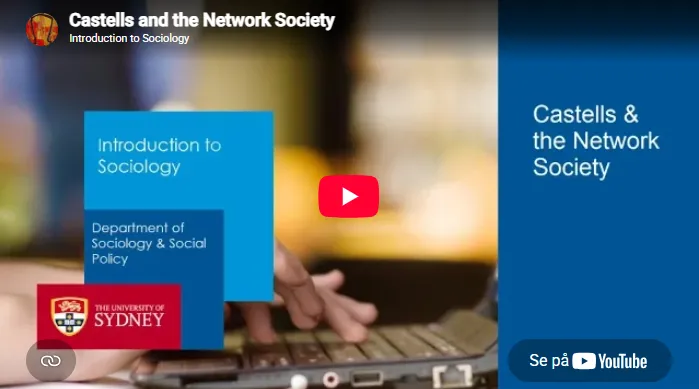 Castells and the Network Society
Introduction to Sociology
Introduction to
Sociology
Department of
Sociology & Social
Policy
THE UNIVERSITY OF
SYDNEY
Castells &
the Network
Society
Se på YouTube